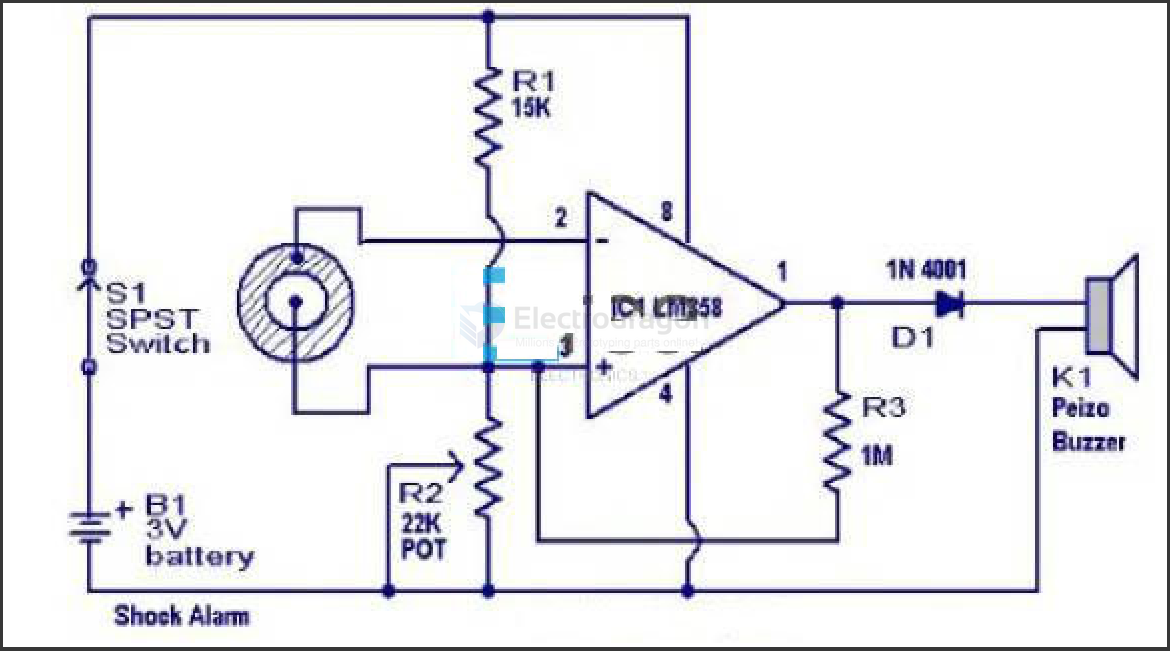 R1
15K
2
8
-
1
1N 4001
S1
SPST
Switch
IC1 LM358
Electrodragon
D1
3
+
4
K1
Peizo
Buzzer
R3
1M
R2
22K
POT
+ B1
3V
battery
Shock Alarm